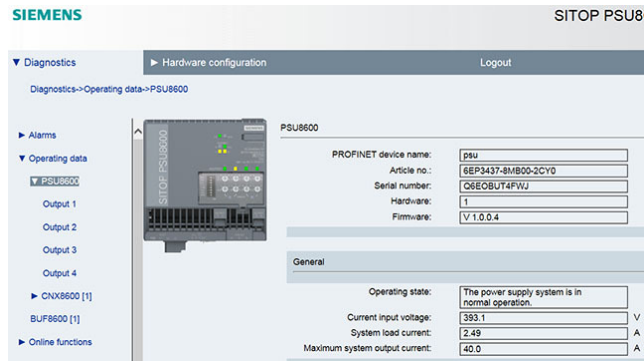 SIEMENS
SITOP PSU8
▼ Diagnostics
► Hardware configuration
Logout
Diagnostics->Operating data->PSU8600
► Alarms
▼ Operating data
▼ PSU8600
Output 1
Output 2
Output 3
Output 4
► CNX8600 [1]
BUF8600 [1]
► Online functions
SITOP PSU8600
PSU8600
PROFINET device name: psu
Article no.: 6EP3437-8MB00-2CY0
Serial number: Q6EOBUT4FWJ
Hardware: 1
Firmware: V 1.0.0.4
General
Operating state: The power supply system is in
normal operation.
Current input voltage: 393.1 V
System load current: 2.49 A
Maximum system output current: 40.0 A